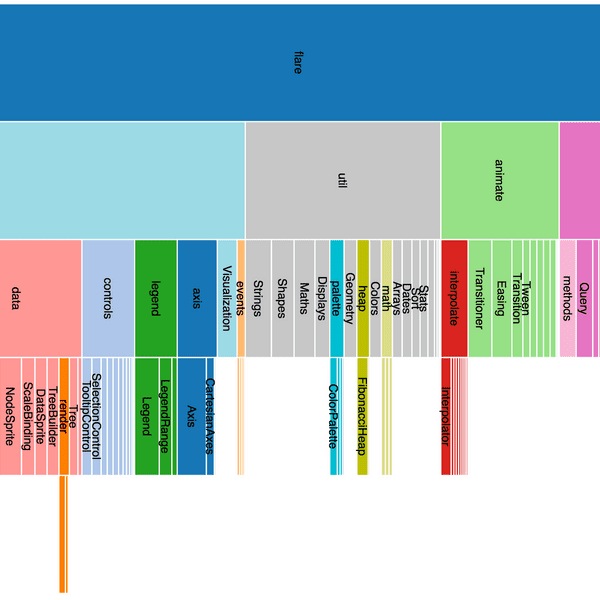 flare
util
animate
data
controls
legend
axis
Visualization
events
Strings
Shapes
Maths
Displays
palette
Geometry
heap
Colors
math
Arrays
Dates
Sort
Stats
interpolate
Transitioner
Easing
Transition
Tween
methods
Query
NodeSprite
ScaleBinding
DataSprite
TreeBuilder
render
Tree
TooltipControl
SelectionControl
Legend
LegendRange
Axis
CartesianAxes
ColorPalette
FibonacciHeap
Interpolator